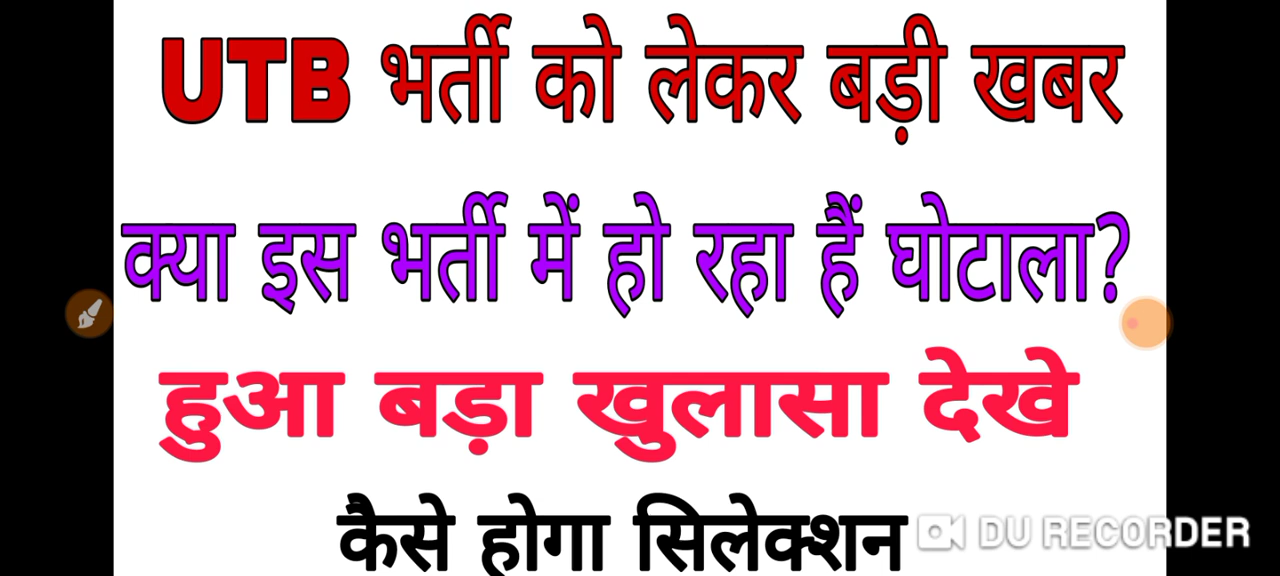 UTB भर्ती को लेकर बड़ी खबर
क्या इस भर्ती में हो रहा हैं घोटाला?
हुआ बड़ा खुलासा देखे
कैसे होगा सिलेक्शन
DU RECORDER